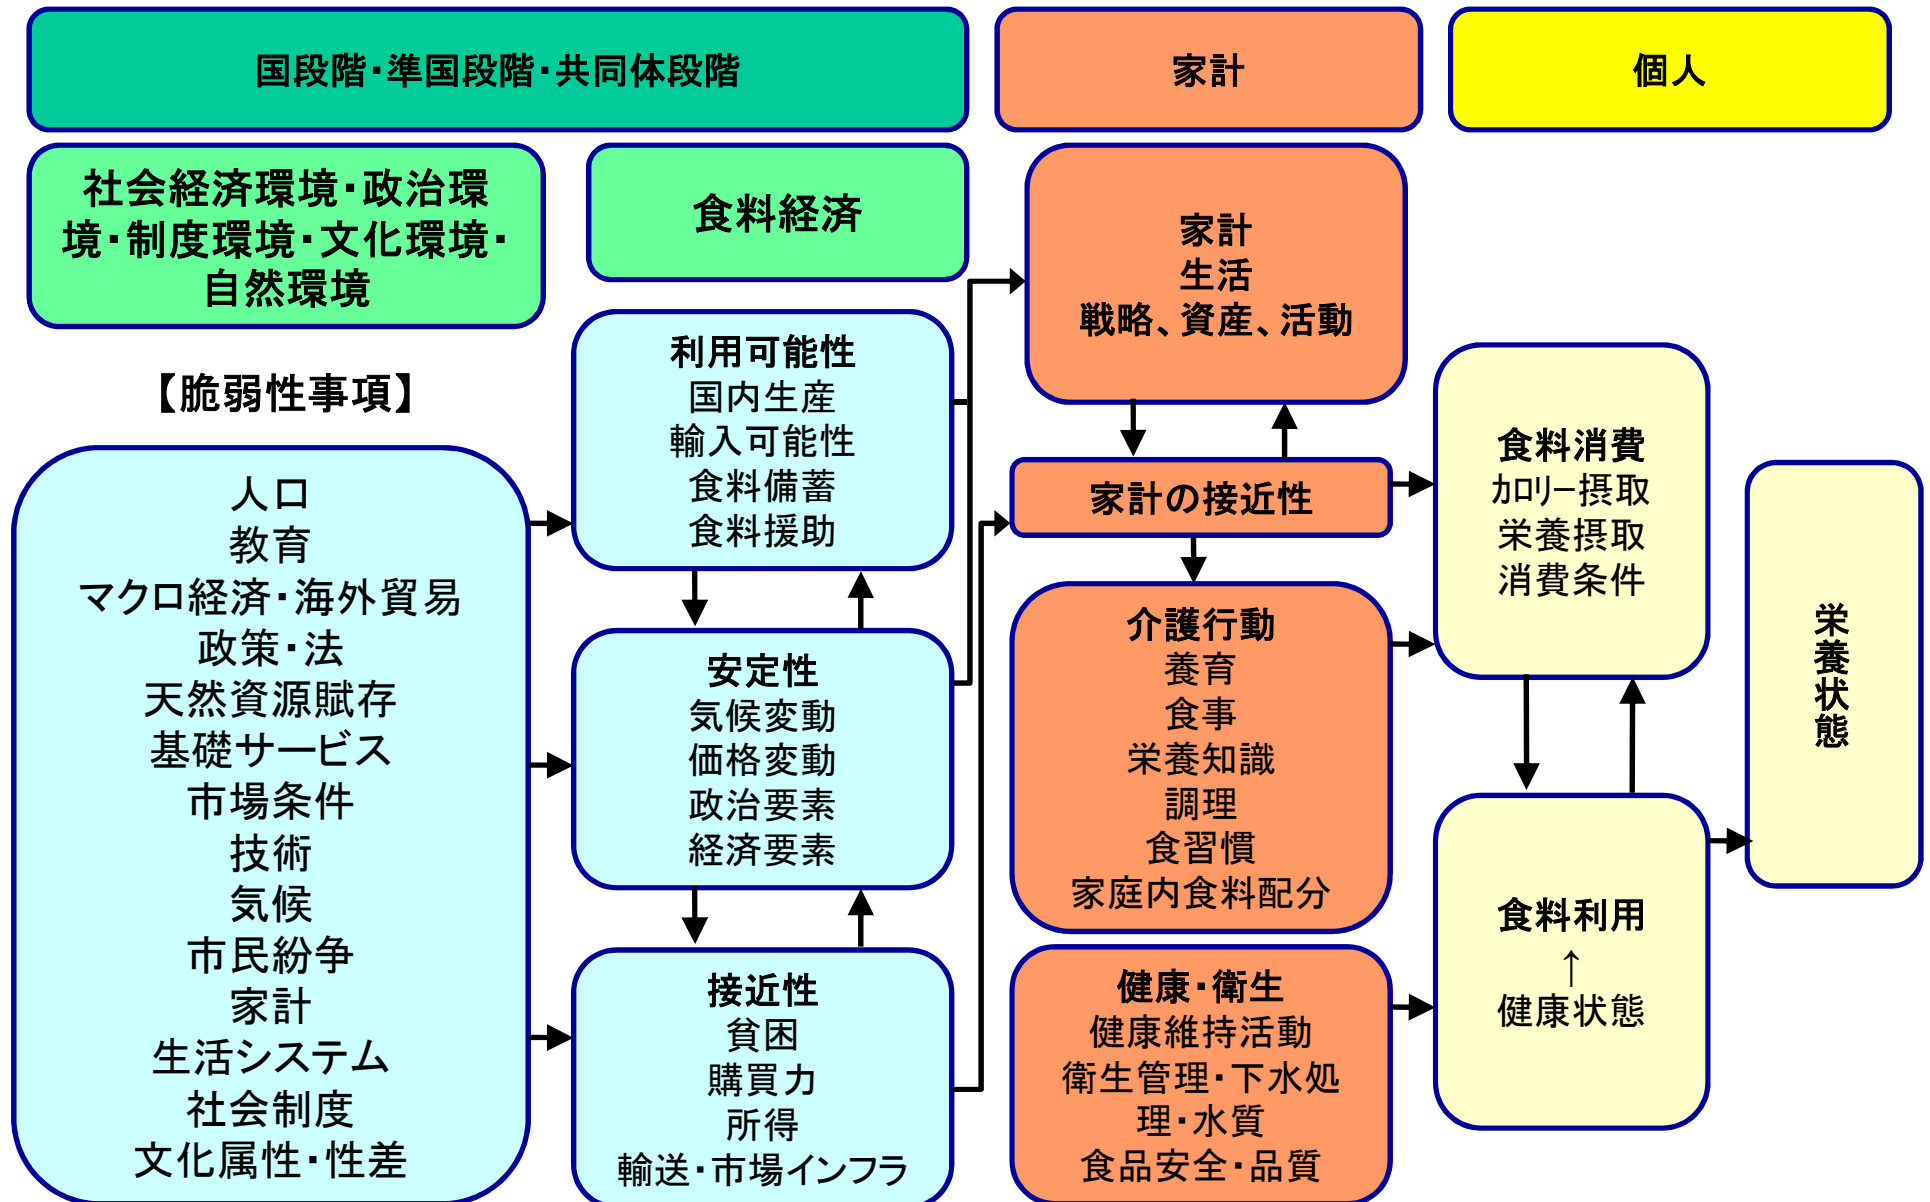 国段階・準国段階・共同体段階
家計
個人
社会経済環境・政治環
境・制度環境・文化環境・
自然環境
食料経済
【脆弱性事項】
人口
教育
マクロ経済・海外貿易
政策・法
天然資源賦存
基礎サービス
市場条件
技術
気候
市民紛争
家計
生活システム
社会制度
文化属性・性差
利用可能性
国内生産
輸入可能性
食料備蓄
食料援助
安定性
気候変動
価格変動
政治要素
経済要素
接近性
貧困
購買力
所得
輸送・市場インフラ
家計
生活
戦略、資産、活動
家計の接近性
介護行動
養育
食事
栄養知識
調理
食習慣
家庭内食料配分
健康・衛生
健康維持活動
衛生管理・下水処
理・水質
食品安全・品質
食料消費
カロリー摂取
栄養摂取
消費条件
食料利用
↑
健康状態
栄養状態